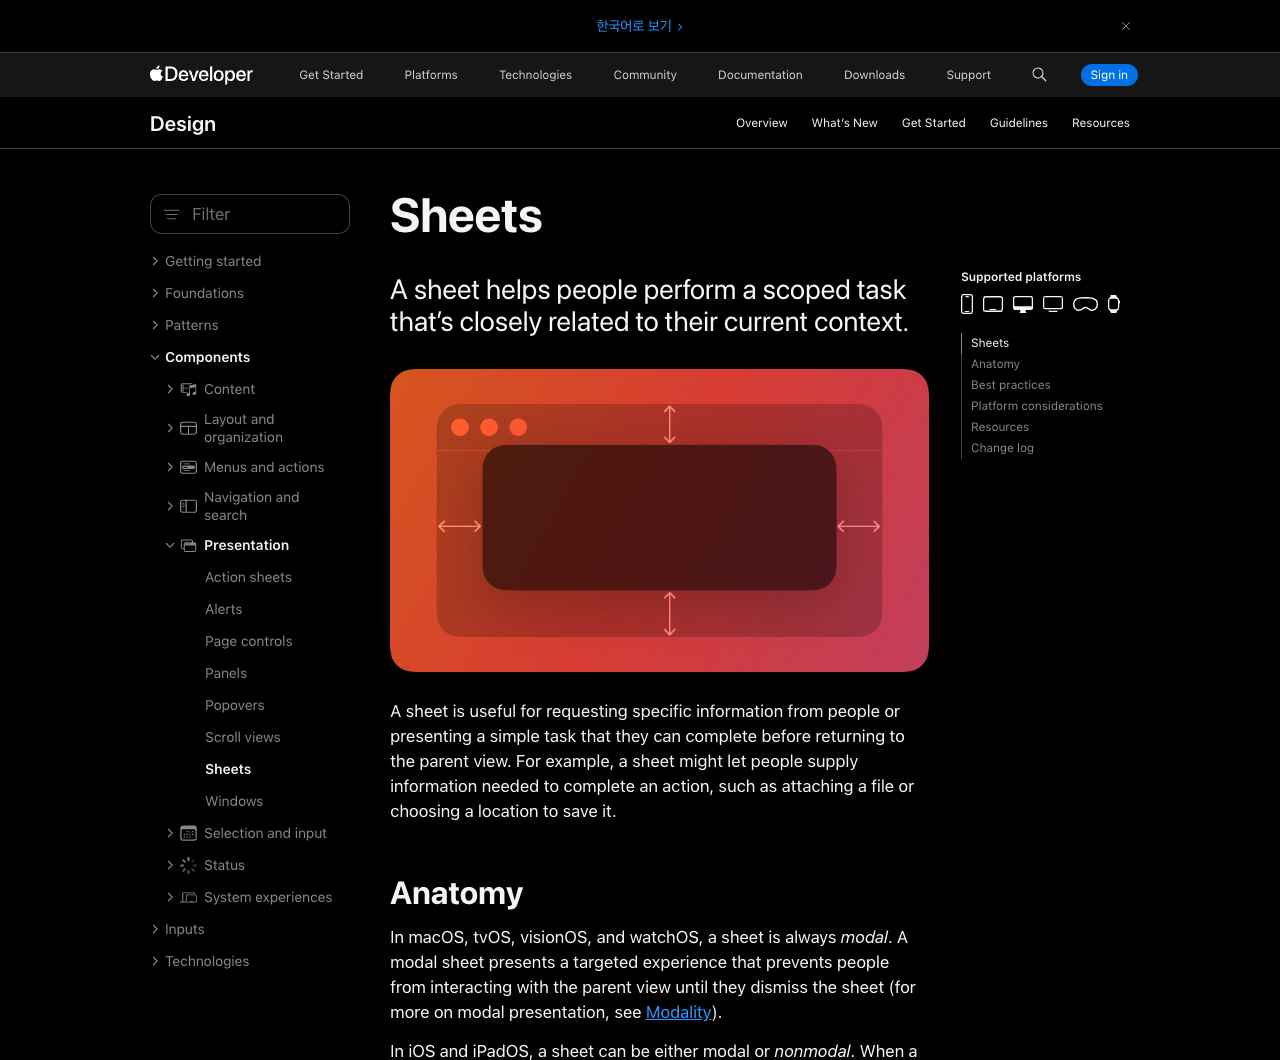 한국어로 보기 >
Developer
Get Started
Platforms
Technologies
Community
Documentation
Downloads
Support
Sign in
Design
Overview
What's New
Get Started
Guidelines
Resources
Filter
Getting started
Foundations
Patterns
Components
Content
Layout and
organization
Menus and actions
Navigation and
search
Presentation
Action sheets
Alerts
Page controls
Panels
Popovers
Scroll views
Sheets
Windows
Selection and input
Status
System experiences
Inputs
Technologies
Sheets
A sheet helps people perform a scoped task
that’s closely related to their current context.
A sheet is useful for requesting specific information from people or
presenting a simple task that they can complete before returning to
the parent view. For example, a sheet might let people supply
information needed to complete an action, such as attaching a file or
choosing a location to save it.
Anatomy
In macOS, tvOS, visionOS, and watchOS, a sheet is always modal. A
modal sheet presents a targeted experience that prevents people
from interacting with the parent view until they dismiss the sheet (for
more on modal presentation, see Modality).
In iOS and iPadOS, a sheet can be either modal or nonmodal. When a
Supported platforms
Sheets
Anatomy
Best practices
Platform considerations
Resources
Change log